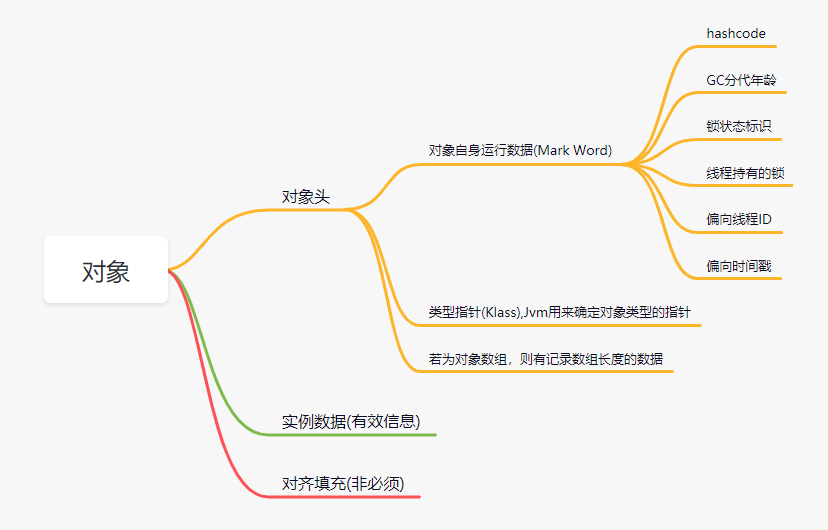 对象
对象头
对象自身运行数据(Mark Word)
hashcode
GC分代年龄
锁状态标识
线程持有的锁
偏向线程ID
偏向时间戳
类型指针(Klass),Jvm用来确定对象类型的指针
若为对象数组，则有记录数组长度的数据
实例数据(有效信息)
对齐填充(非必须)